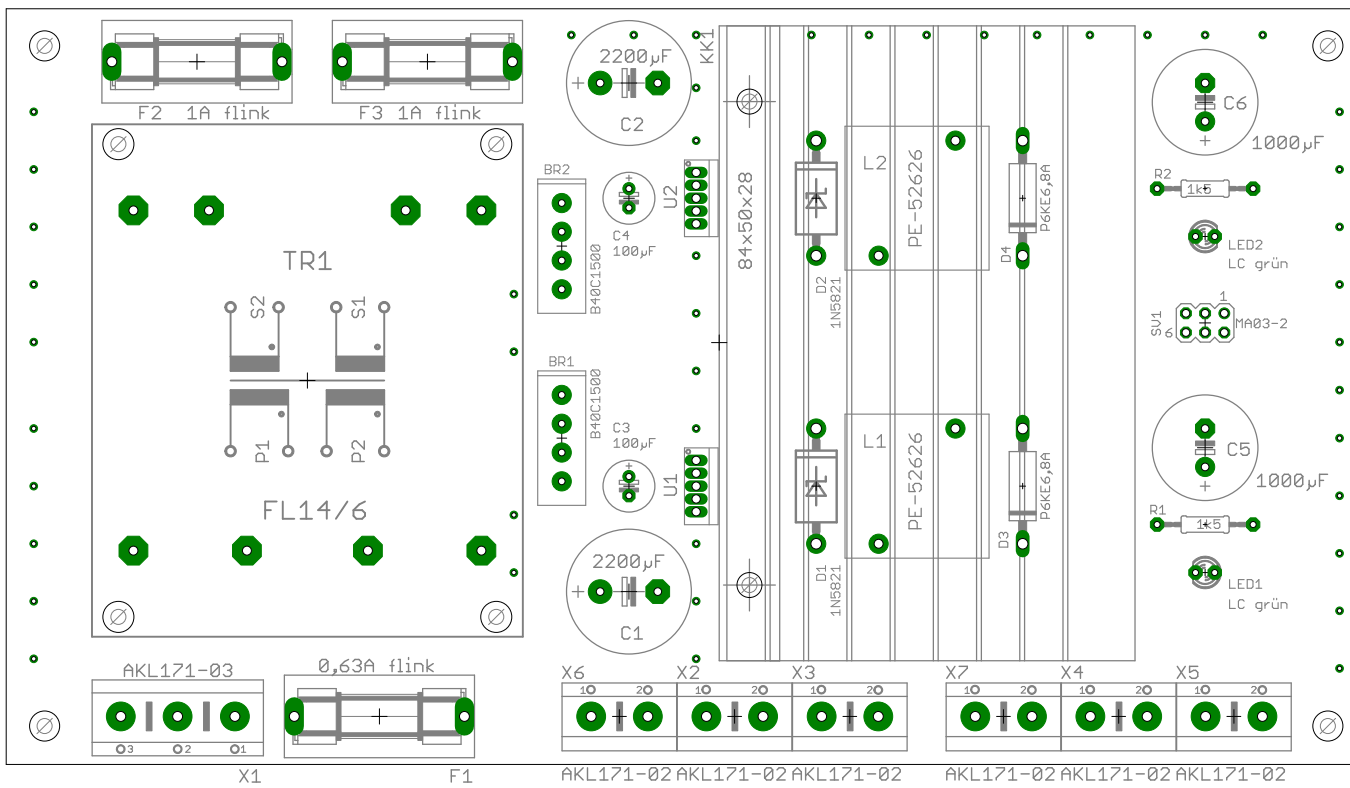 F2 1A flink
F3 1A flink
2200µF
C2
KK1
C6
1000µF
BR2
B40C1500
C4
100µF
U2
84x50x28
D2
1N5821
L2
PE-52626
D4
P6KE6,8A
R2
1k5
LED2
LC grün
TR1
S2
S1
P1
P2
FL14/6
SV1
1
6
MA03-2
BR1
B40C1500
C3
100µF
U1
D1
1N5821
L1
PE-52626
D3
P6KE6,8A
C5
1000µF
R1
1k5
LED1
LC grün
2200µF
C1
AKL171-03
3
2
1
X1
0,63A flink
F1
X6
1
2
AKL171-02
X2
1
2
AKL171-02
X3
1
2
AKL171-02
X7
1
2
AKL171-02
X4
1
2
AKL171-02
X5
1
2
AKL171-02